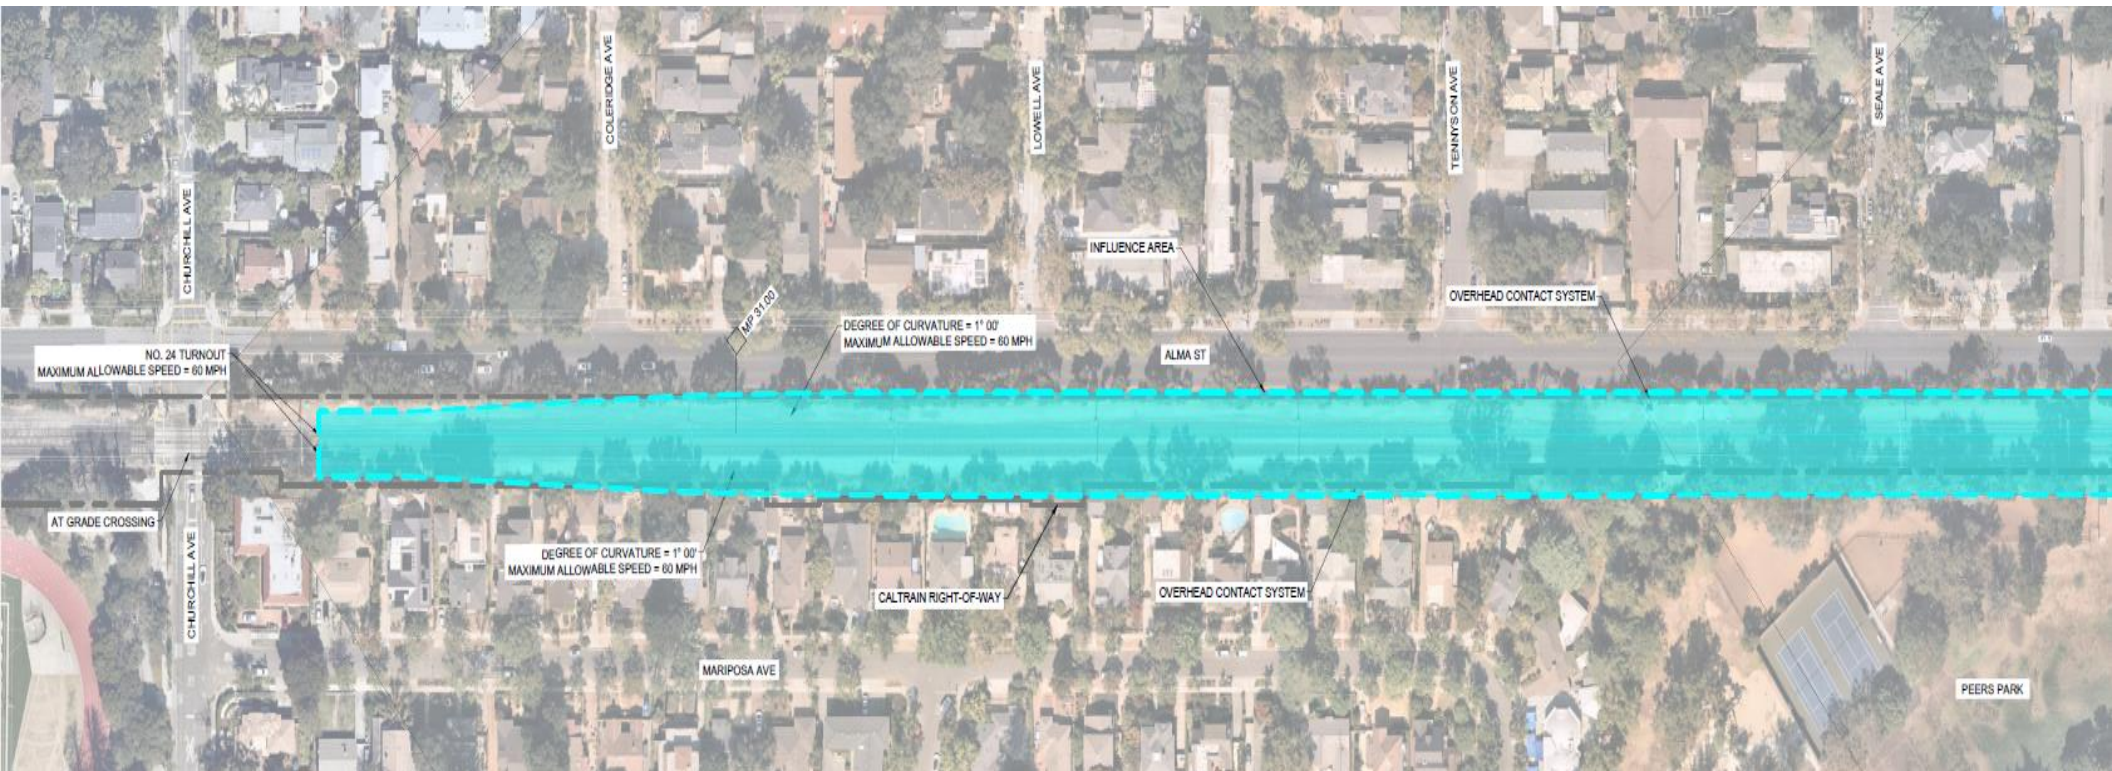 COLERIDGE AVE
LOWELL AVE
TENNYSON AVE
SEALE AVE
CHURCHILL AVE
INFLUENCE AREA
OVERHEAD CONTACT SYSTEM
MP 31.00
DEGREE OF CURVATURE = 1° 00'
MAXIMUM ALLOWABLE SPEED = 60 MPH
ALMA ST
NO. 24 TURNOUT
MAXIMUM ALLOWABLE SPEED = 60 MPH
AT GRADE CROSSING
CHURCHILL AVE
DEGREE OF CURVATURE = 1° 00'
MAXIMUM ALLOWABLE SPEED = 60 MPH
CALTRAIN RIGHT-OF-WAY
OVERHEAD CONTACT SYSTEM
MARIPOSA AVE
PEERS PARK